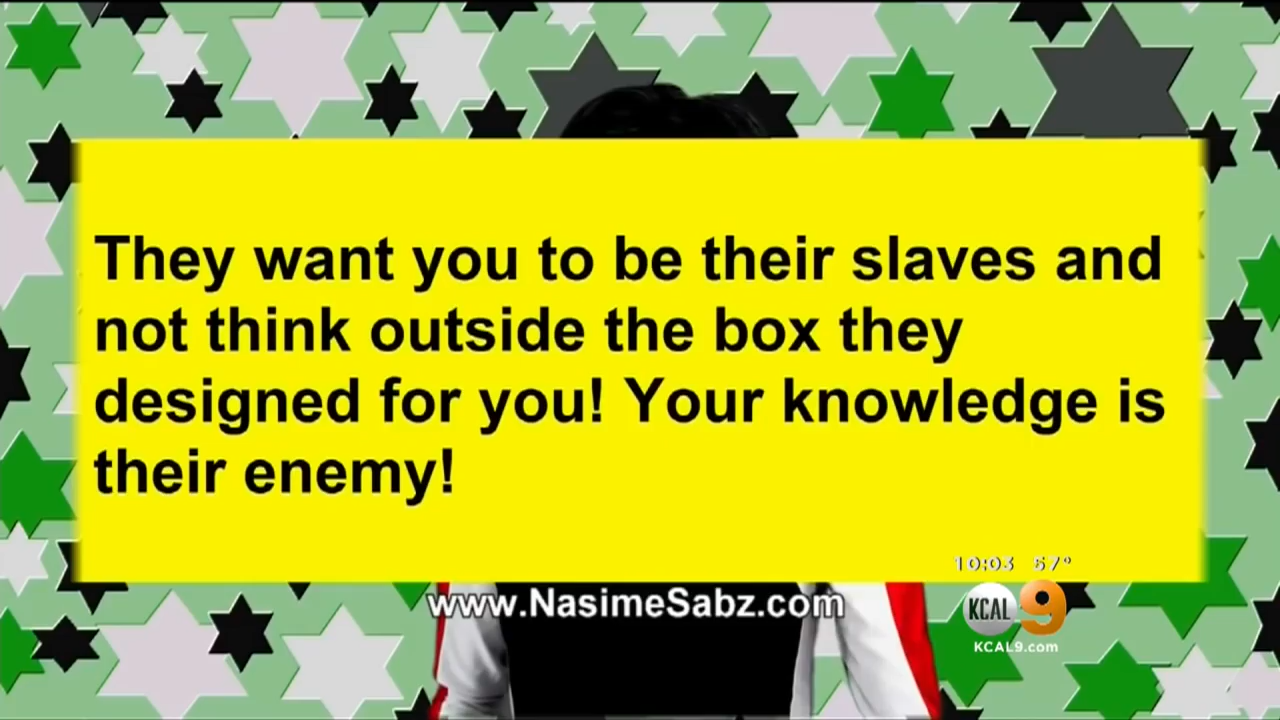 They want you to be their slaves and
not think outside the box they
designed for you! Your knowledge is
their enemy!
10:03 57°
www.NasimeSabz.com
KCAL 9
KCAL9.com